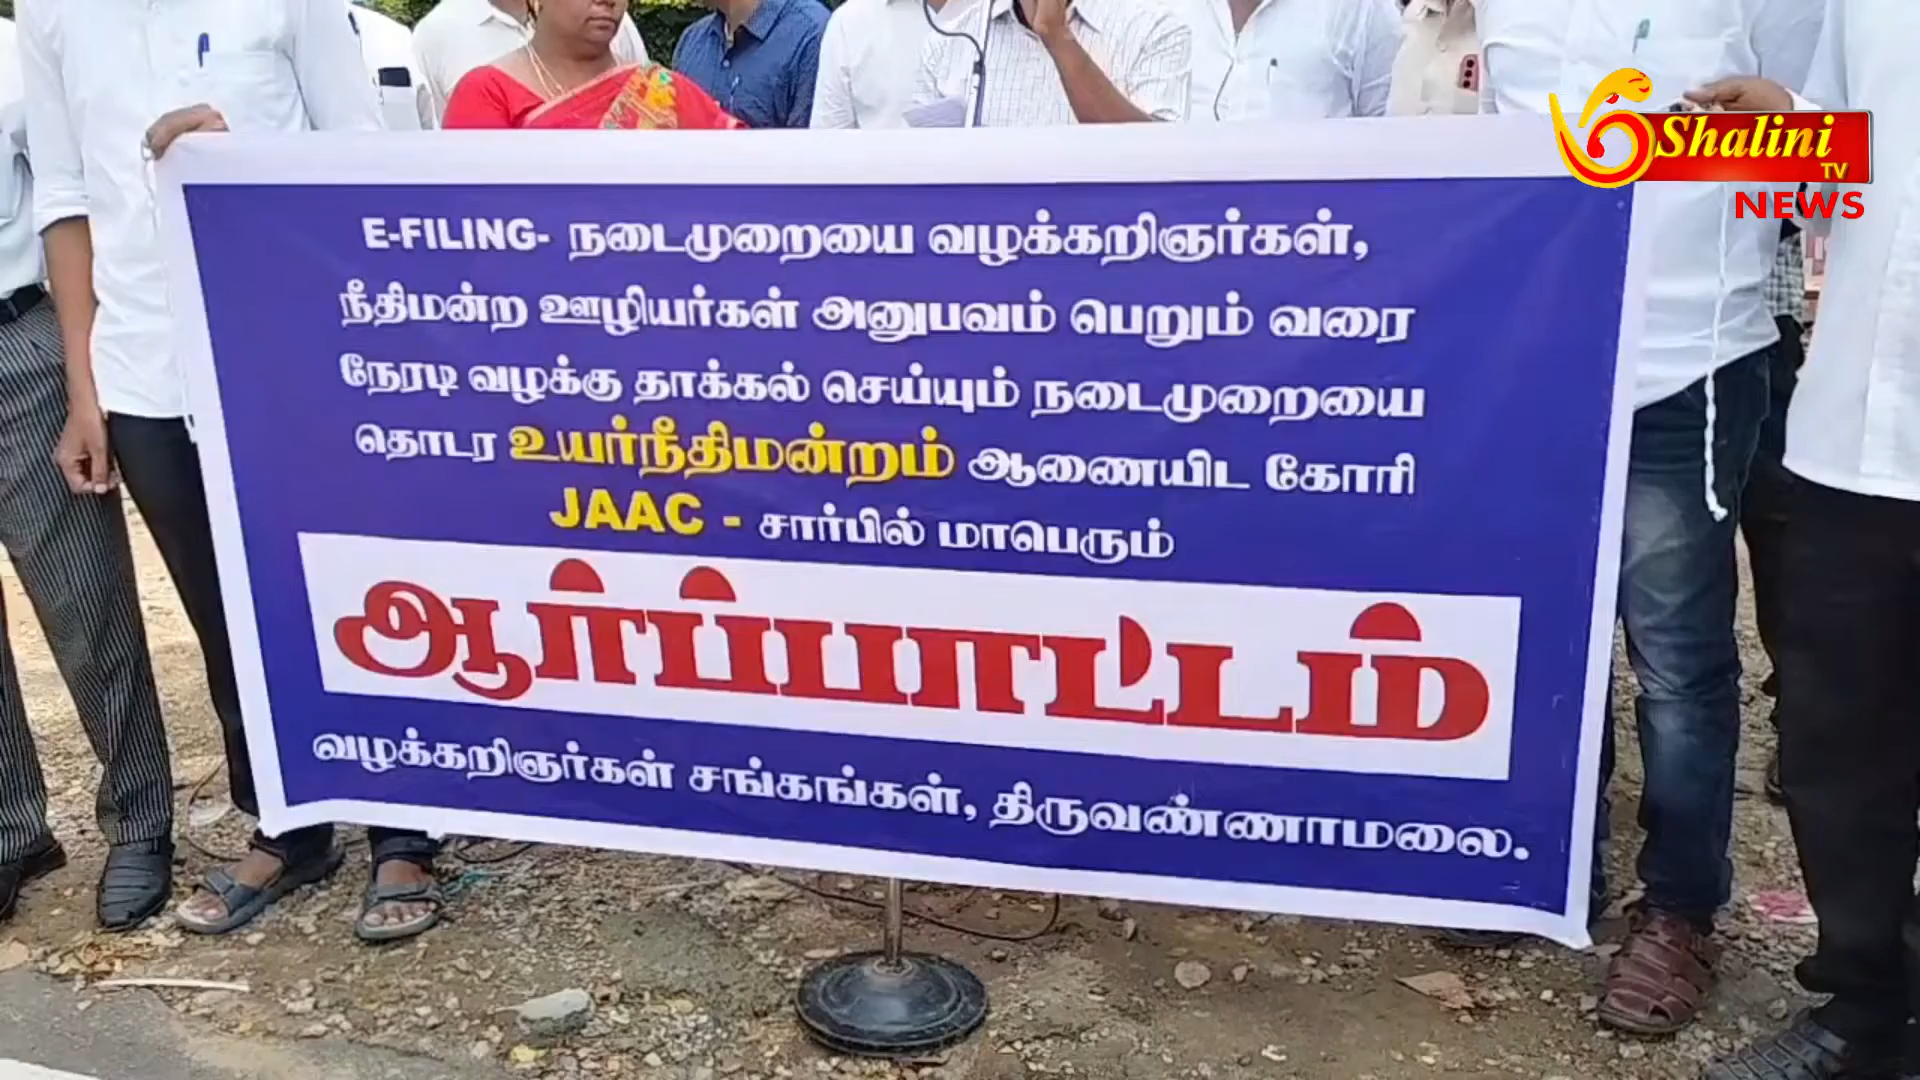 Shalini
TV
NEWS
E-FILING- நடைமுறையை வழக்கறிஞர்கள்,
நீதிமன்ற ஊழியர்கள் அனுபவம் பெறும் வரை
நேரடி வழக்கு தாக்கல் செய்யும் நடைமுறையை
தொடர உயர்நீதிமன்றம் ஆணையிட கோரி
JAAC - சார்பில் மாபெரும்
ஆர்ப்பாட்டம்
வழக்கறிஞர்கள் சங்கங்கள், திருவண்ணாமலை.